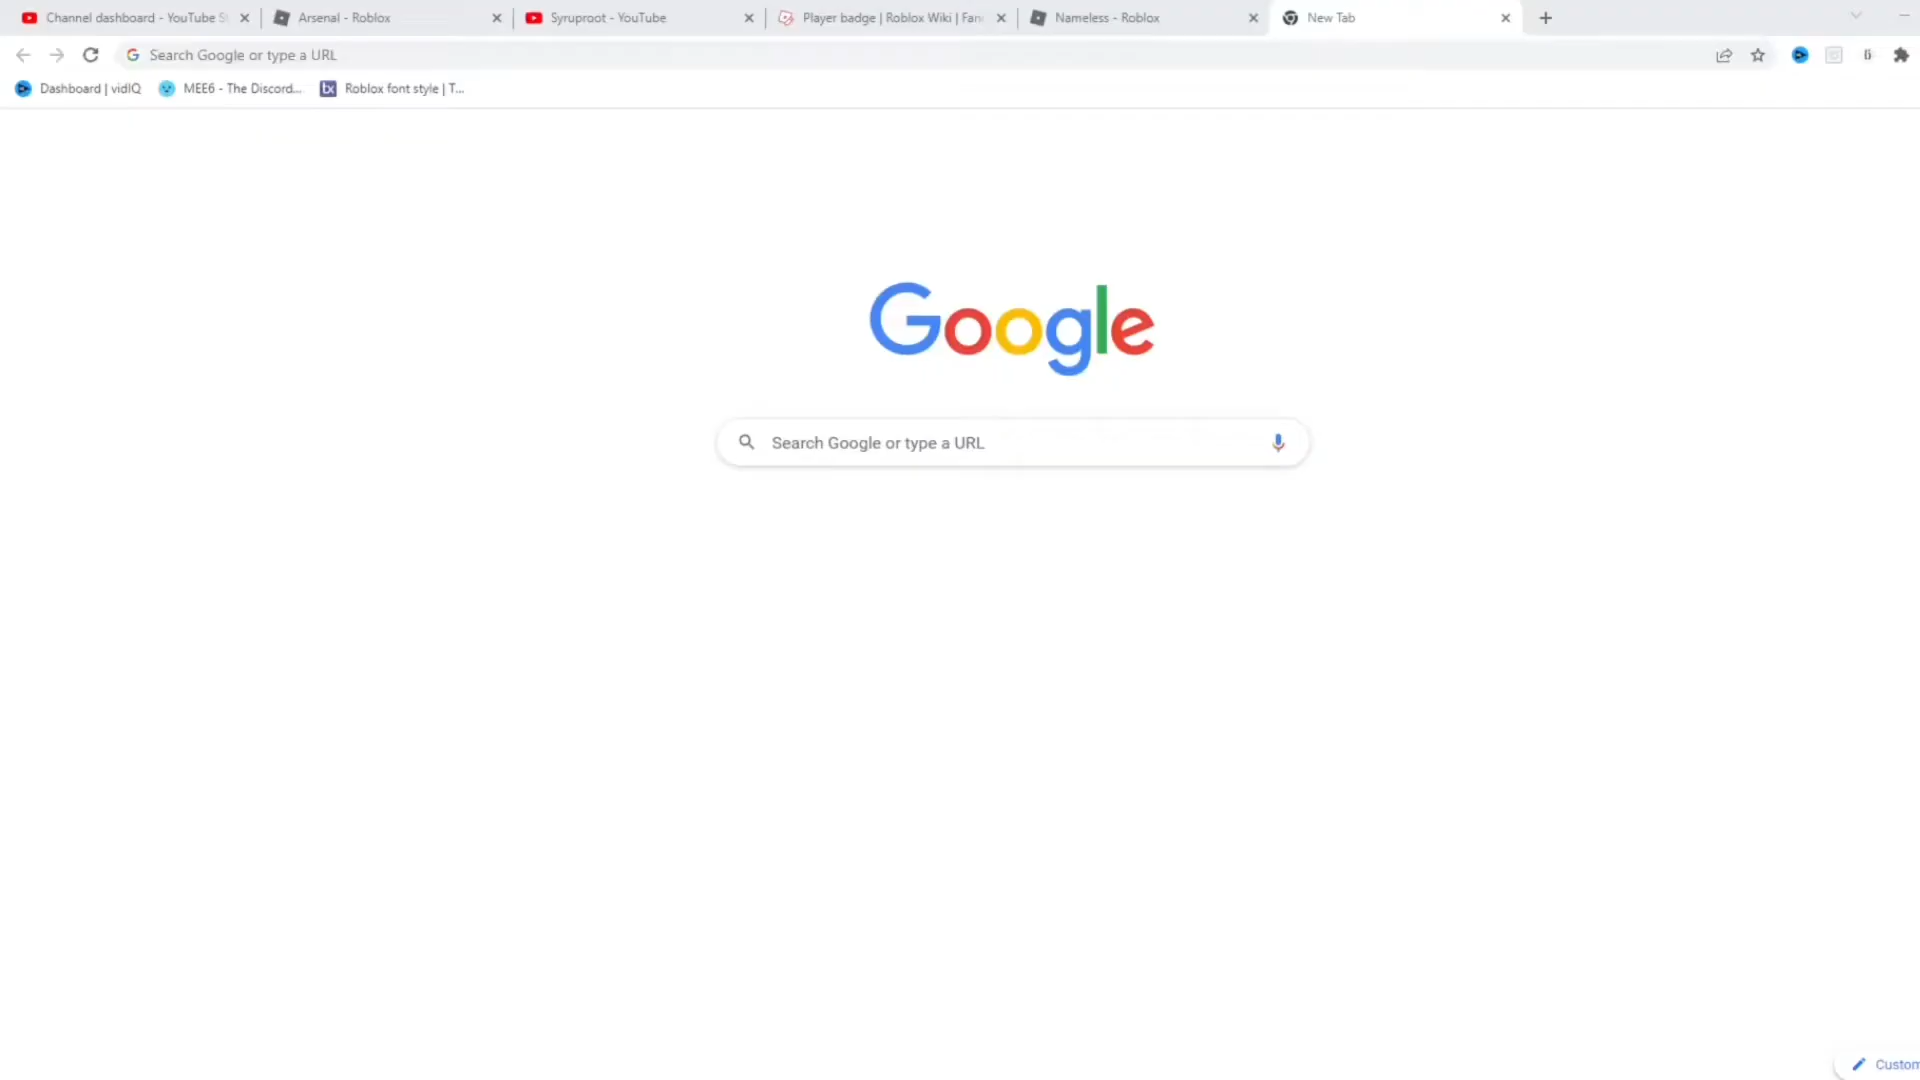 Channel dashboard - YouTube S
Arsenal - Roblox
Syruproot - YouTube
Player badge | Roblox Wiki | Fan
Nameless - Roblox
New Tab
Search Google or type a URL
Dashboard | vidIQ
MEE6 - The Discord...
Roblox font style | T...
Google
Search Google or type a URL
Custom